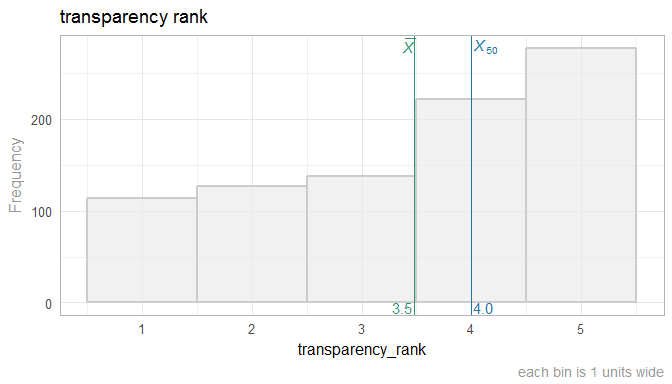 transparency rank
X̅
X₅₀
Frequency
200
100
0
3.5
4.0
1
2
3
4
5
transparency_rank
each bin is 1 units wide